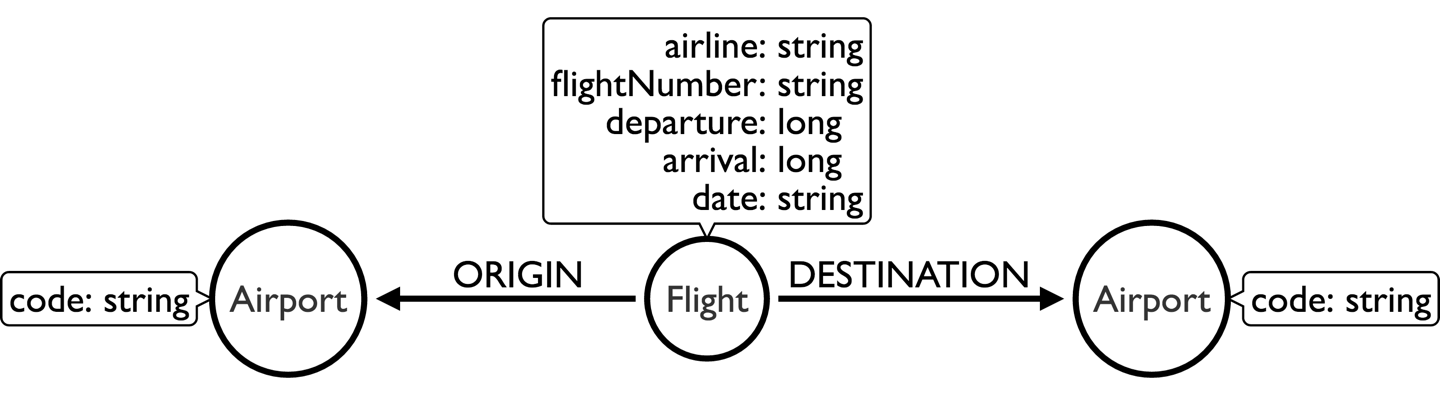 airline: string
flightNumber: string
departure: long
arrival: long
date: string
ORIGIN
DESTINATION
code: string
Airport
Flight
Airport
code: string